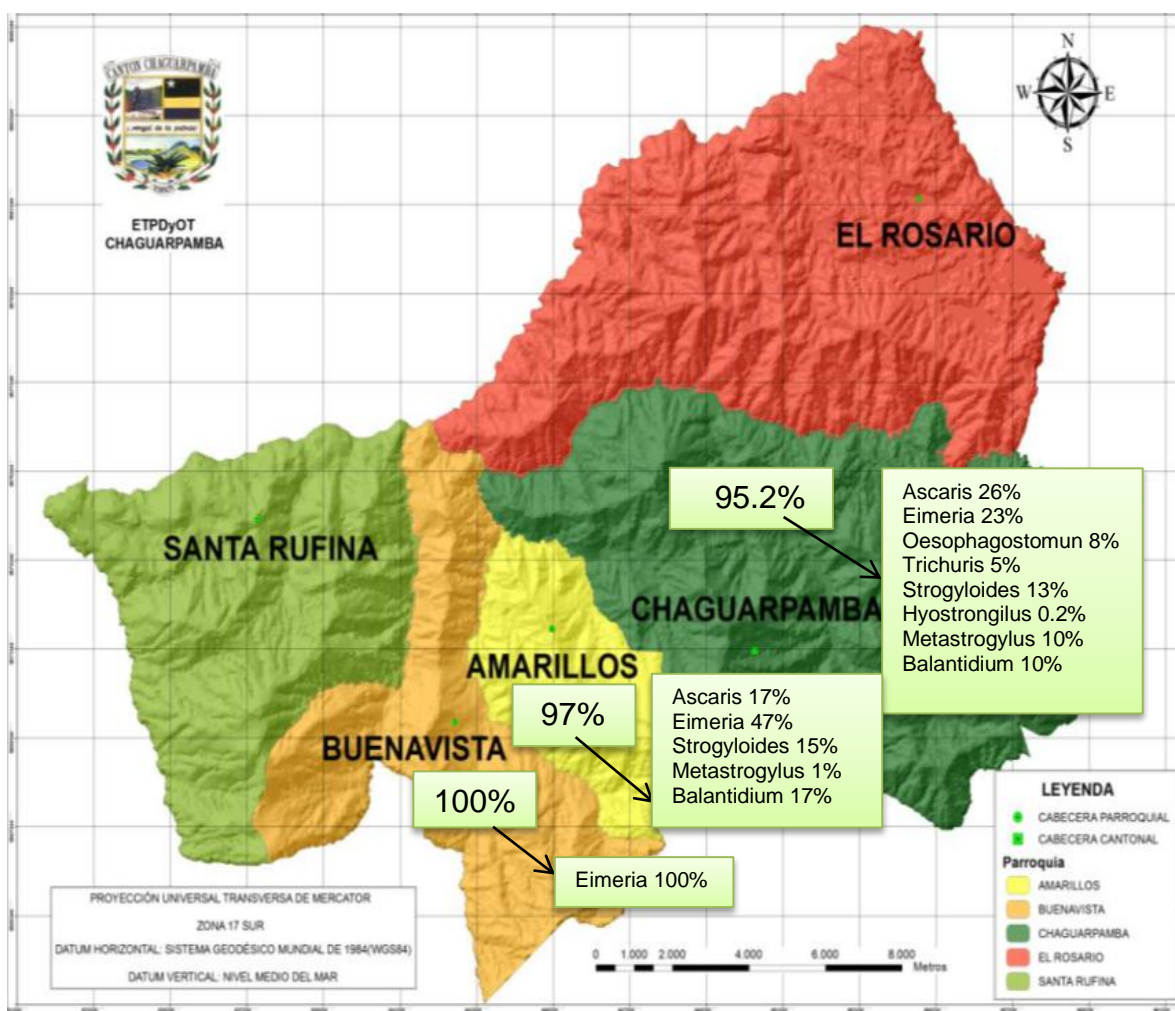 CANTON CHAGUARPAMBA
ETPDyOT
CHAGUARPAMBA
N
W
E
S
EL ROSARIO
SANTA RUFINA
95.2%
Ascaris 26%
Eimeria 23%
Oesophagostomun 8%
Trichuris 5%
Strogyloides 13%
Hyostrongilus 0.2%
Metastrogylus 10%
Balantidium 10%
CHAGUARPAMBA
AMARILLOS
97%
Ascaris 17%
Eimeria 47%
Strogyloides 15%
Metastrogylus 1%
Balantidium 17%
BUENAVISTA
100%
Eimeria 100%
LEYENDA
CABECERA PARROQUIAL
CABECERA CANTONAL
Parroquia
AMARILLOS
BUENAVISTA
CHAGUARPAMBA
EL ROSARIO
SANTA RUFINA
PROYECCIÓN UNIVERSAL TRANSVERSA DE MERCATOR
ZONA 17 SUR
DATUM HORIZONTAL: SISTEMA GEODÉSICO MUNDIAL DE 1984(WGS84)
DATUM VERTICAL: NIVEL MEDIO DEL MAR
0 1.000 2.000 4.000 6.000 8.000
Metros